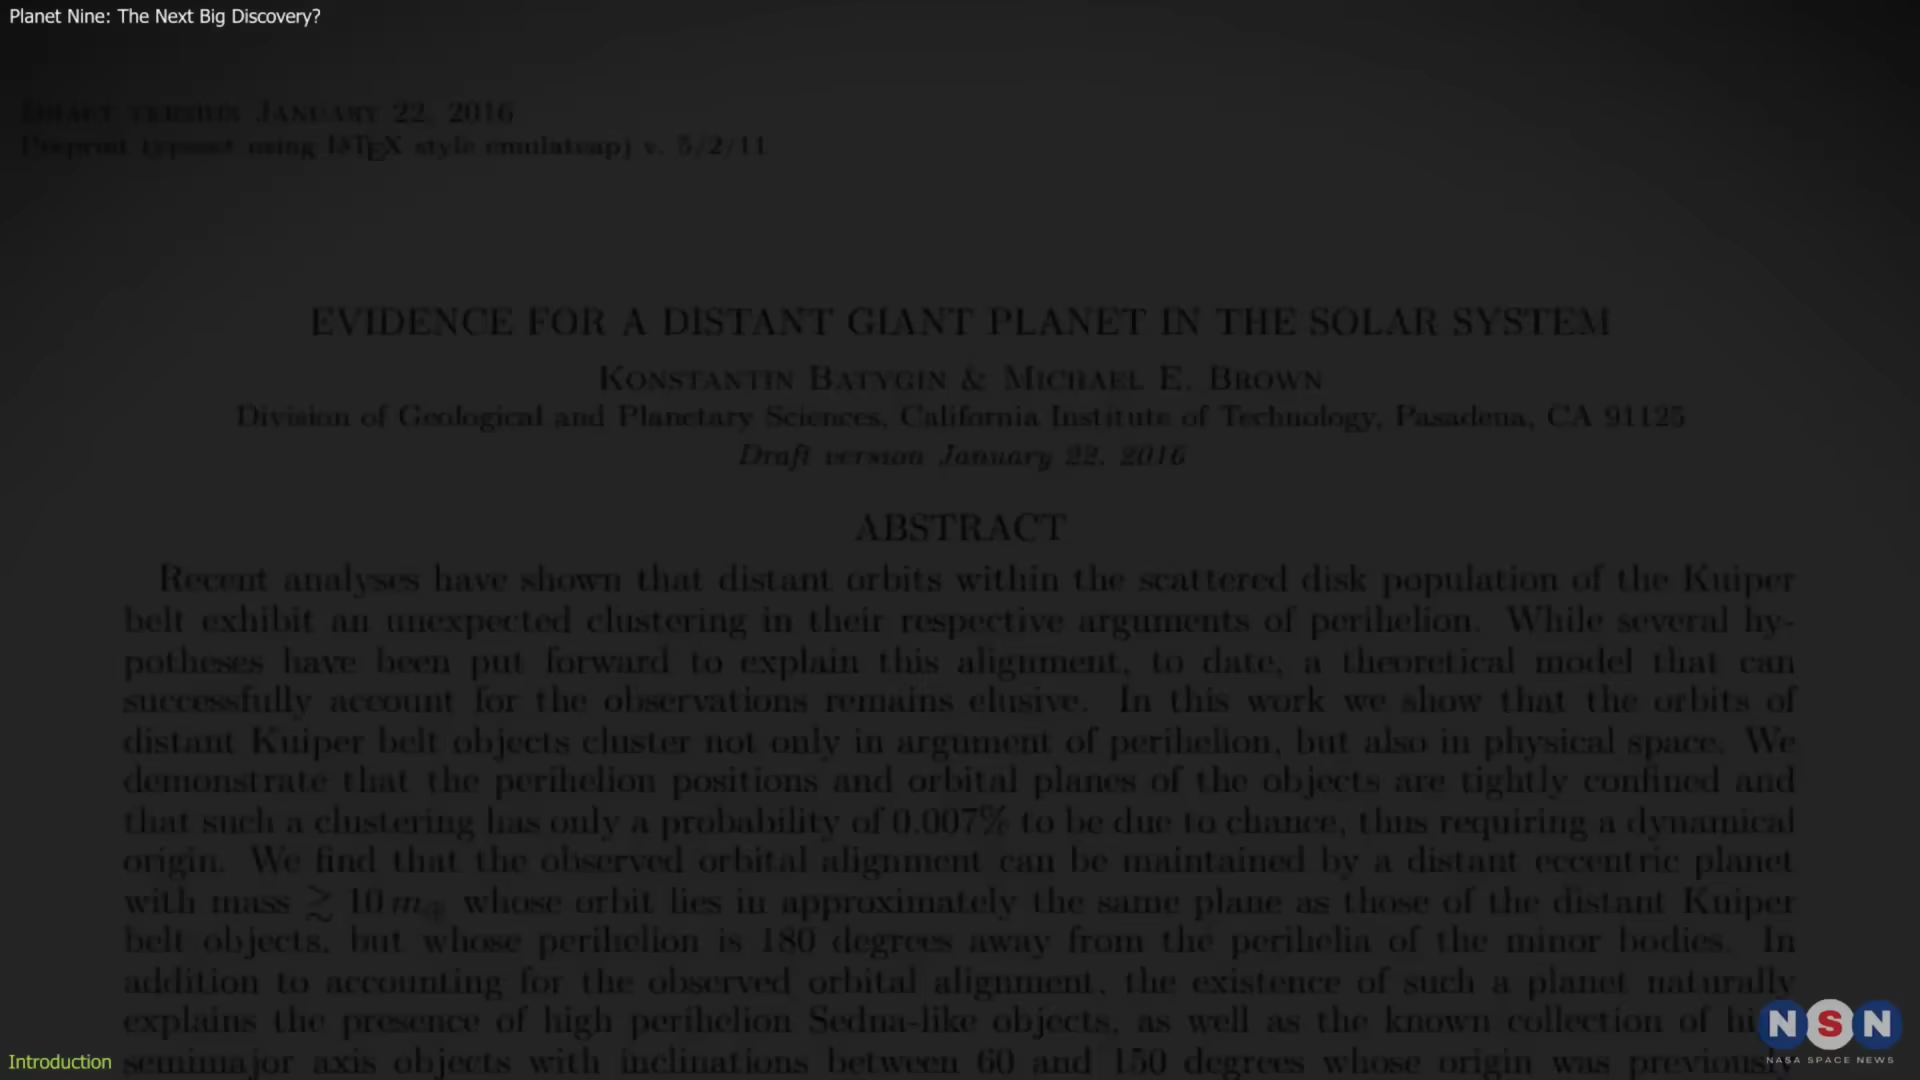 Planet Nine: The Next Big Discovery?
DRAFT VERSION JANUARY 22, 2016
Preprint typeset using LATEX style emulateapj v. 5/2/11
EVIDENCE FOR A DISTANT GIANT PLANET IN THE SOLAR SYSTEM
KONSTANTIN BATYGIN & MICHAEL E. BROWN
Division of Geological and Planetary Sciences, California Institute of Technology, Pasadena, CA 91125
Draft version January 22, 2016
ABSTRACT
Recent analyses have shown that distant orbits within the scattered disk population of the Kuiper
belt exhibit an unexpected clustering in their respective arguments of perihelion. While several hy-
potheses have been put forward to explain this alignment, to date, a theoretical model that can
successfully account for the observations remains elusive. In this work we show that the orbits of
distant Kuiper belt objects cluster not only in argument of perihelion, but also in physical space. We
demonstrate that the perihelion positions and orbital planes of the objects are tightly confined and
that such a clustering has only a probability of 0.007% to be due to chance, thus requiring a dynamical
origin. We find that the observed orbital alignment can be maintained by a distant eccentric planet
with mass ≳ 10 m⊕ whose orbit lies in approximately the same plane as those of the distant Kuiper
belt objects, but whose perihelion is 180 degrees away from the perihelia of the minor bodies. In
addition to accounting for the observed orbital alignment, the existence of such a planet naturally
explains the presence of high perihelion Sedna-like objects, as well as the known collection of
semimajor axis objects with inclinations between 60 and 150 degrees whose origin was previously
Introduction
NSN
NASA SPACE NEWS